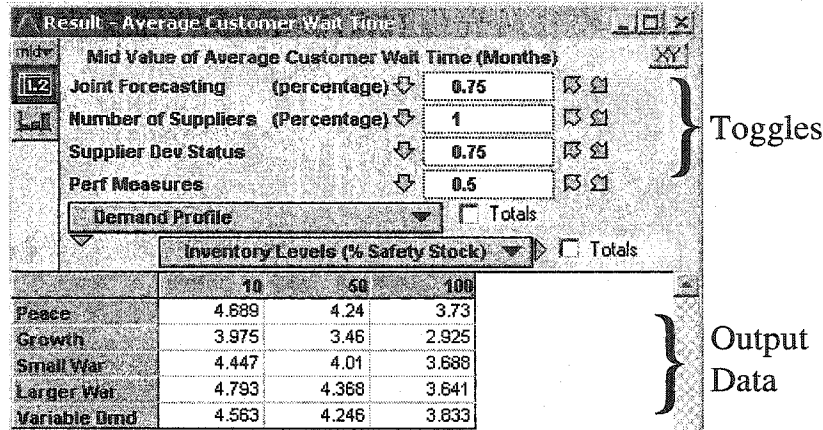 Result - Average Customer Wait Time
mid
Mid Value of Average Customer Wait Time (Months)
XY
Joint Forecasting (percentage) 0.75
Number of Suppliers (Percentage) 1
Supplier Dev Status 0.75
Perf Measures 0.5
Toggles
Demand Profile Totals
Inventory Levels (% Safety Stock) Totals
10 50 100
Peace 4.689 4.24 3.73
Growth 3.975 3.46 2.925
Small War 4.447 4.01 3.688
Larger War 4.793 4.368 3.641
Variable Dmd 4.563 4.246 3.833
Output
Data